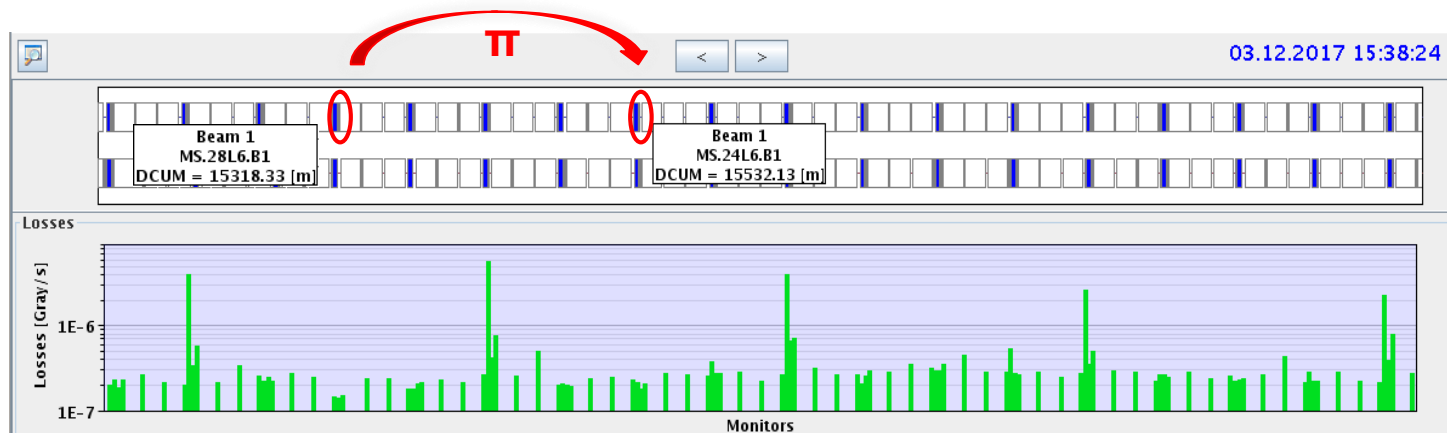 π
<
>
03.12.2017 15:38:24
Beam 1
MS.28L6.B1
DCUM = 15318.33 [m]
Beam 1
MS.24L6.B1
DCUM = 15532.13 [m]
Losses
Losses [Gray/s]
1E-6
1E-7
Monitors